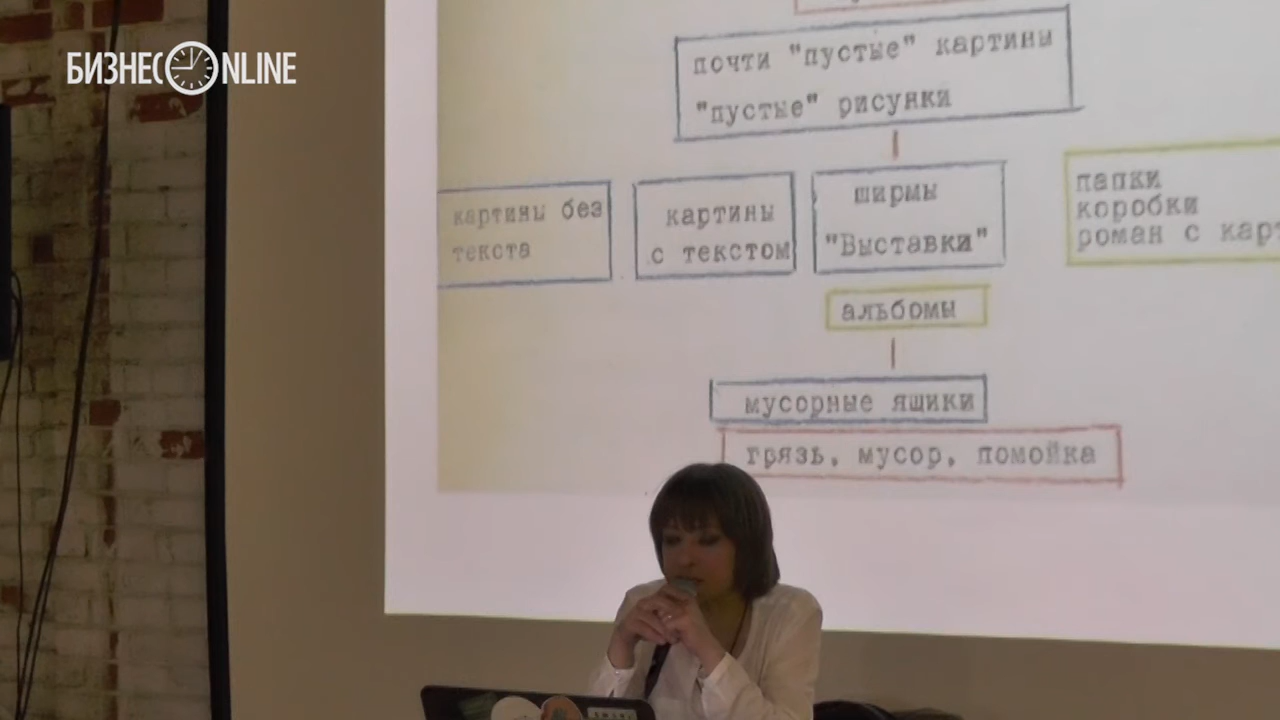 БИЗНЕС ONLINE
почти "пустые" картины
"пустые" рисунки
картины без
текста
картины
с текстом
ширмы
"Выставки"
папки
коробки
роман с карт
альбомы
мусорные ящики
грязь, мусор, помойка